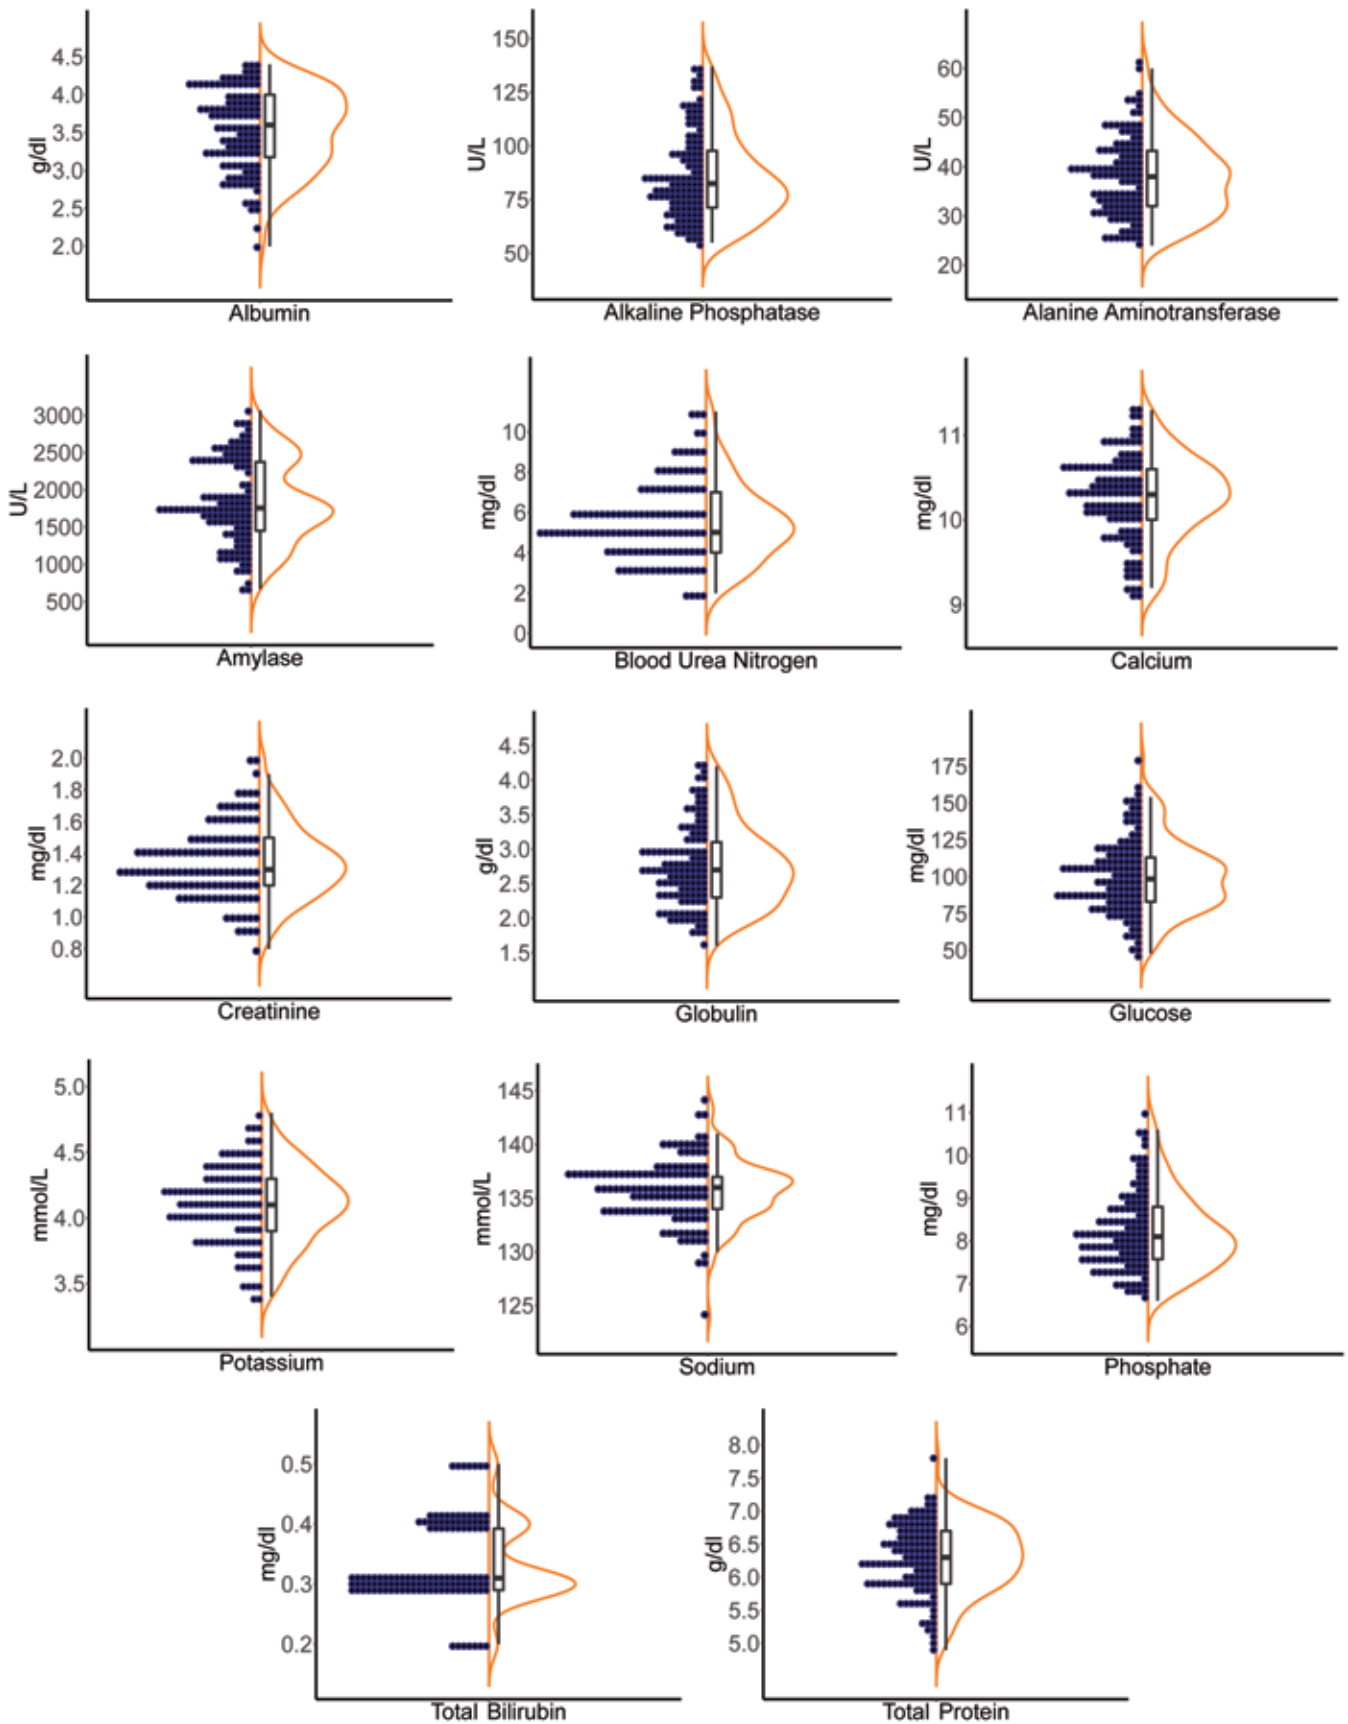 4.5
4.0
3.5
3.0
2.5
2.0
g/dl
Albumin
150
125
100
75
50
U/L
Alkaline Phosphatase
60
50
40
30
20
U/L
Alanine Aminotransferase
3000
2500
2000
1500
1000
500
U/L
Amylase
10
8
6
4
2
0
mg/dl
Blood Urea Nitrogen
11
10
9
mg/dl
Calcium
2.0
1.8
1.6
1.4
1.2
1.0
0.8
mg/dl
Creatinine
4.5
4.0
3.5
3.0
2.5
2.0
1.5
g/dl
Globulin
175
150
125
100
75
50
mg/dl
Glucose
5.0
4.5
4.0
3.5
mmol/L
Potassium
145
140
135
130
125
mmol/L
Sodium
11
10
9
8
7
6
mg/dl
Phosphate
0.5
0.4
0.3
0.2
mg/dl
Total Bilirubin
8.0
7.5
7.0
6.5
6.0
5.5
5.0
g/dl
Total Protein